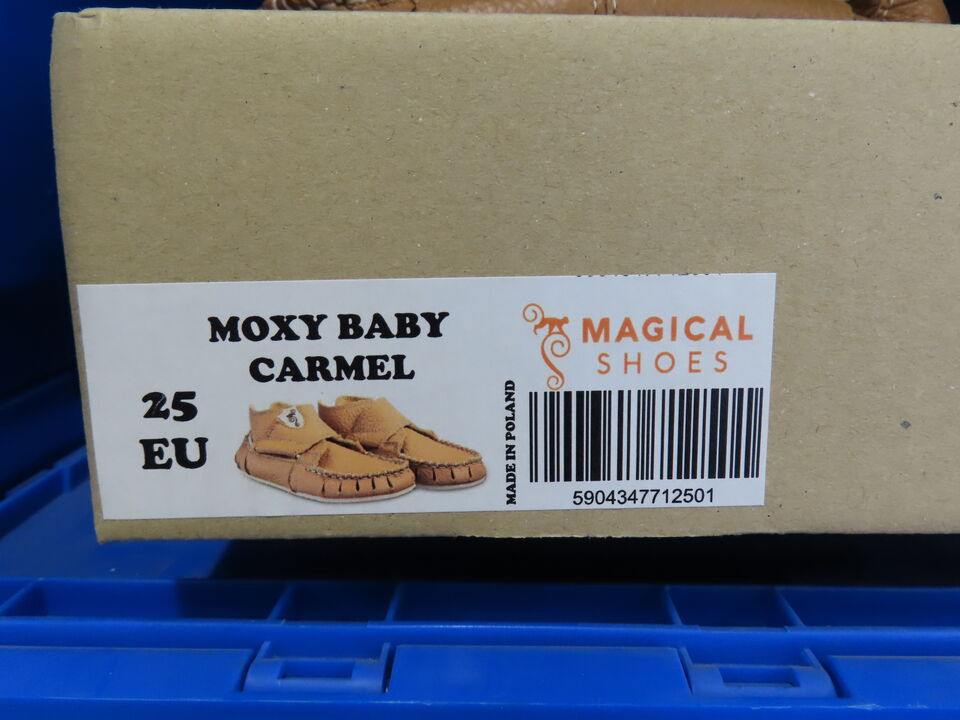 MOXY BABY
CARMEL
25
EU
MAGICAL
SHOES
MADE IN POLAND
5904347712501